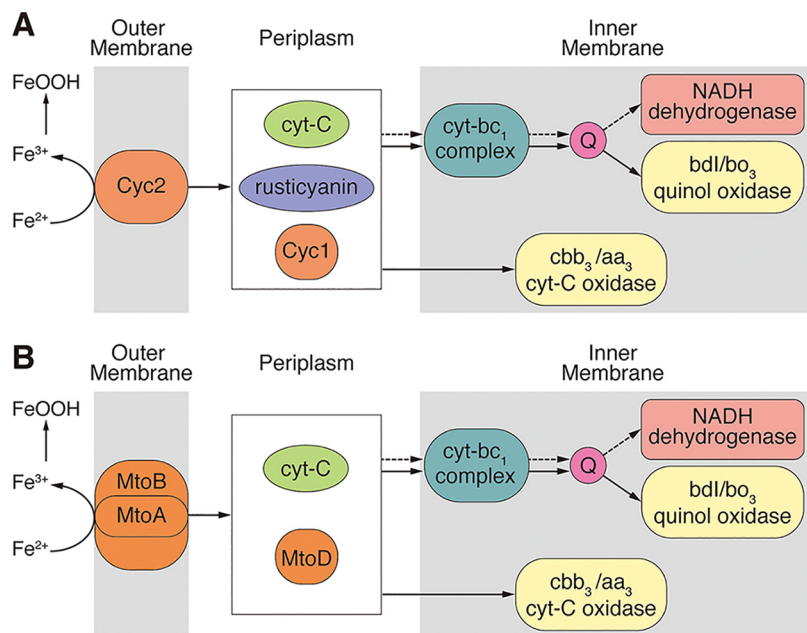 A
Outer
Membrane
Periplasm
Inner
Membrane
FeOOH
Fe³⁺
Fe²⁺
Cyc2
cyt-C
rusticyanin
Cyc1
cyt-bc₁
complex
Q
NADH
dehydrogenase
bdI/bo₃
quinol oxidase
cbb₃/aa₃
cyt-C oxidase
B
Outer
Membrane
Periplasm
Inner
Membrane
FeOOH
Fe³⁺
Fe²⁺
MtoB
MtoA
cyt-C
MtoD
cyt-bc₁
complex
Q
NADH
dehydrogenase
bdI/bo₃
quinol oxidase
cbb₃/aa₃
cyt-C oxidase